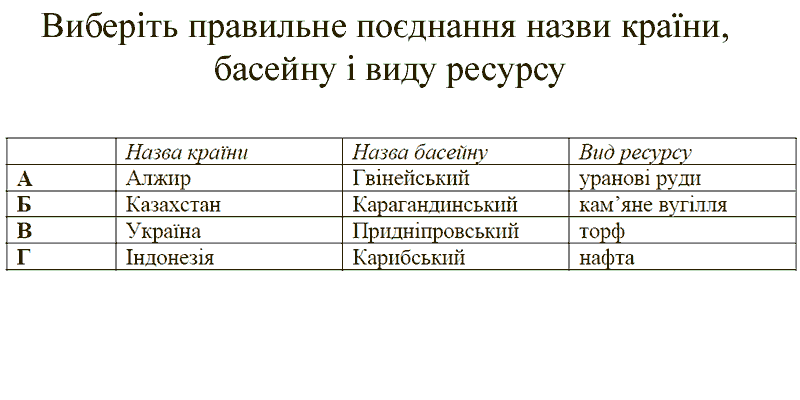 Виберіть правильне поєднання назви країни,
басейну і виду ресурсу
Назва країни Назва басейну Вид ресурсу
А Алжир Гвінейський уранові руди
Б Казахстан Карагандинський кам’яне вугілля
В Україна Придніпровський торф
Г Індонезія Карибський нафта